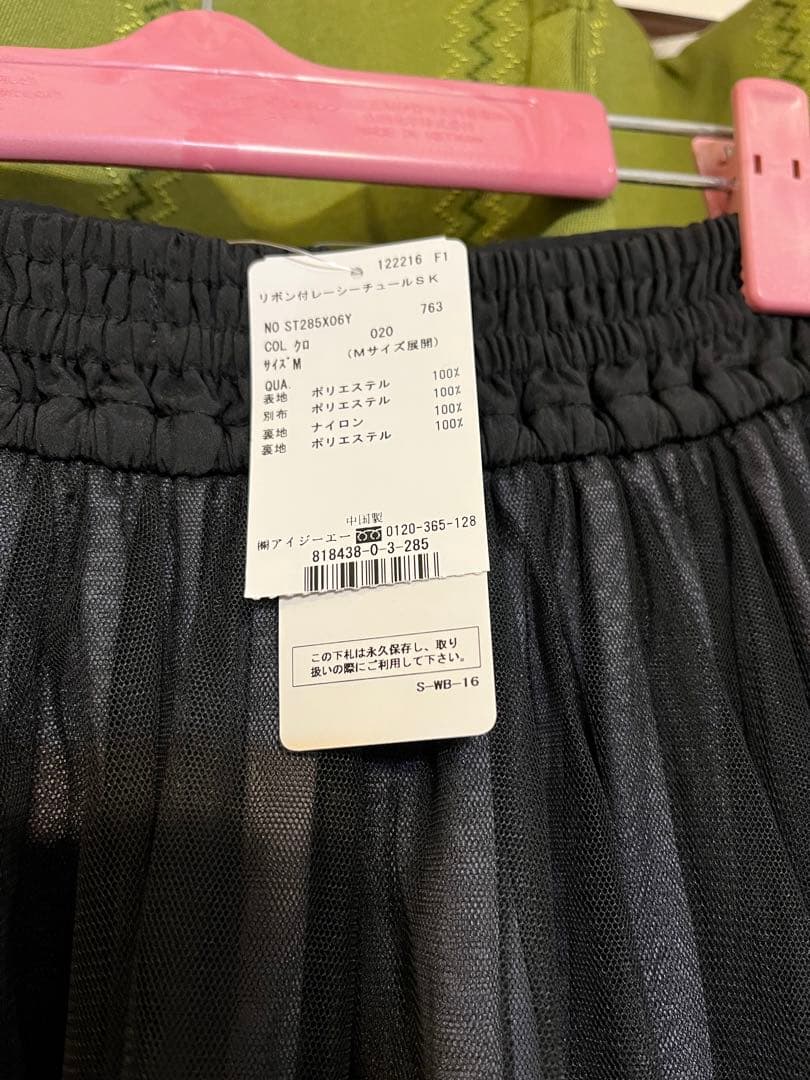 122216 F1
リボン付レーシーチュールSK
NO ST285X06Y 763
COL クロ 020
サイズM (Mサイズ展開)
QUA.
表地 ポリエステル 100%
別布 ポリエステル 100%
裏地 ナイロン 100%
裏地 ポリエステル 100%
中国製
㈱アイジーエー 0120-365-128
818438-0-3-285
この下札は永久保存し、取り
扱いの際にご利用して下さい。
S-WB-16